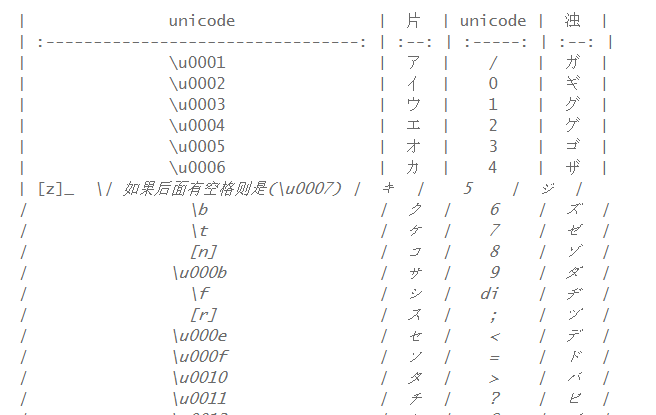 | unicode | 片 | unicode | 浊 |
| :--------------------------------: | :--: | :-----: | :--: |
| \u0001 | ア | / | ガ |
| \u0002 | イ | 0 | ギ |
| \u0003 | ウ | 1 | グ |
| \u0004 | エ | 2 | ゲ |
| \u0005 | オ | 3 | ゴ |
| \u0006 | カ | 4 | ザ |
| [z]_ \/ 如果后面有空格则是(\u0007) / キ / 5 / ジ /
/ \b / ク / 6 / ズ /
/ \t / ケ / 7 / ゼ /
/ [n] / コ / 8 / ゾ /
/ \u000b / サ / 9 / ダ /
/ \f / シ / di / ヂ /
/ [r] / ス / ; / ヅ /
/ \u000e / セ / < / デ /
/ \u000f / ソ / = / ド /
/ \u0010 / タ / > / バ /
/ \u0011 / チ / ? / ビ /